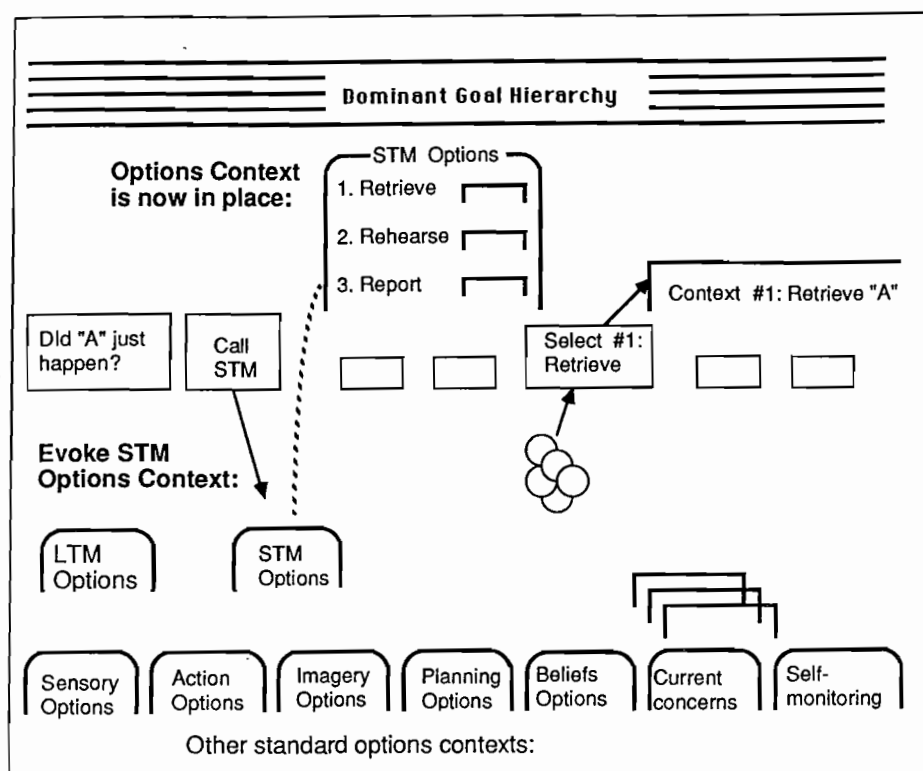 Dominant Goal Hierarchy
Options Context
is now in place:
STM Options
1. Retrieve
2. Rehearse
3. Report
Context #1: Retrieve "A"
Did "A" just
happen?
Call
STM
Select #1:
Retrieve
Evoke STM
Options Context:
LTM
Options
STM
Options
Sensory
Options
Action
Options
Imagery
Options
Planning
Options
Beliefs
Options
Current
concerns
Self-
monitoring
Other standard options contexts: